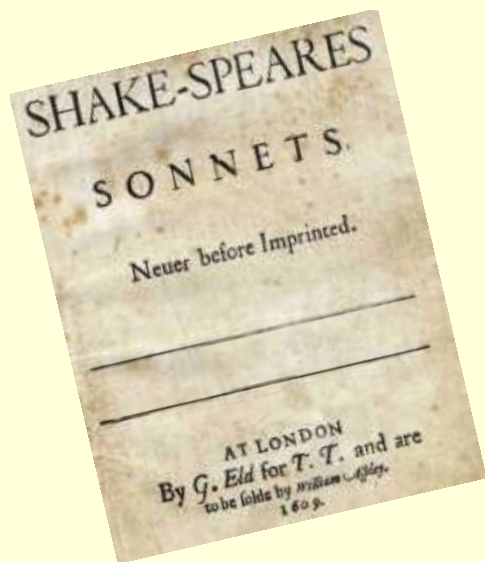 SHAKE-SPEARES
SONNETS.
Neuer before Imprinted.
AT LONDON
By G. Eld for T. T. and are
to be ſolde by William Aſpley.
1609.